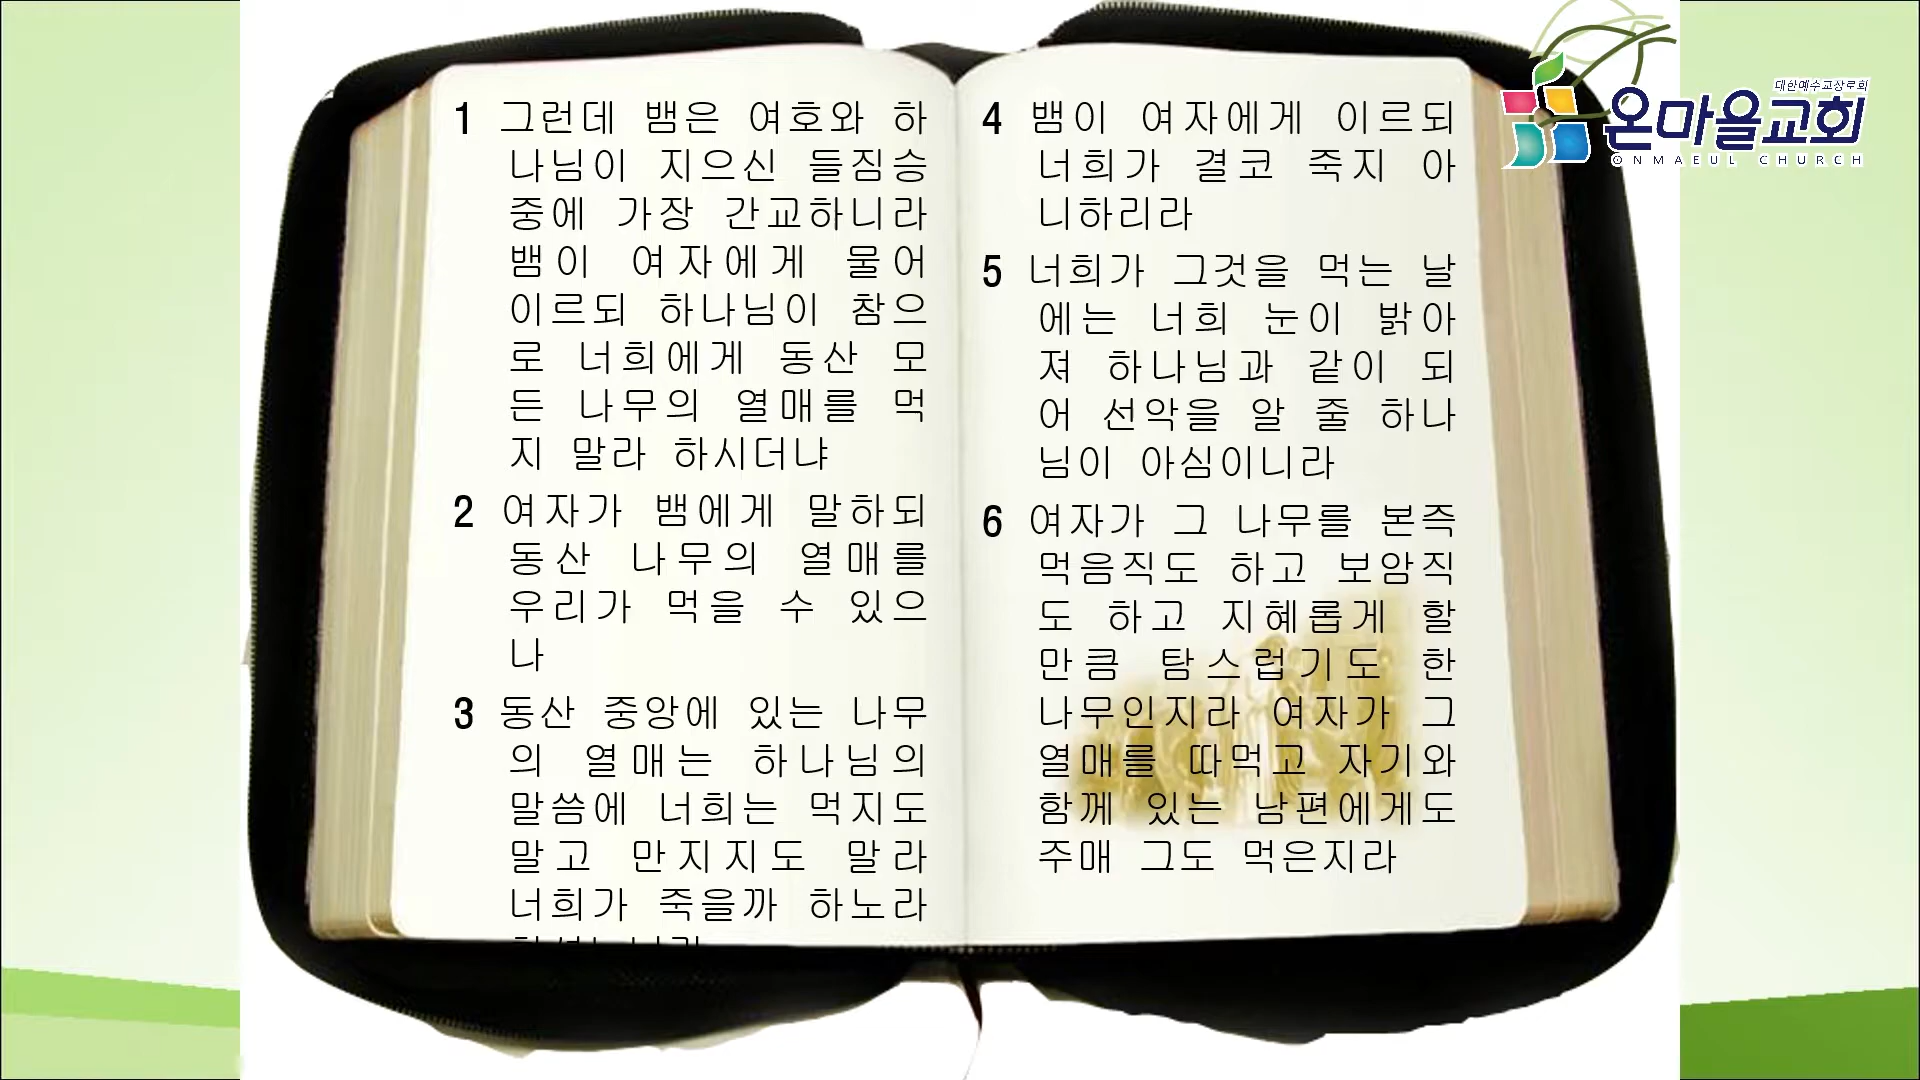 1 그런데 뱀은 여호와 하
나님이 지으신 들짐승
중에 가장 간교하니라
뱀이 여자에게 물어
이르되 하나님이 참으
로 너희에게 동산 모
든 나무의 열매를 먹
지 말라 하시더냐
2 여자가 뱀에게 말하되
동산 나무의 열매를
우리가 먹을 수 있으
나
3 동산 중앙에 있는 나무
의 열매는 하나님의
말씀에 너희는 먹지도
말고 만지지도 말라
너희가 죽을까 하노라
4 뱀이 여자에게 이르되
너희가 결코 죽지 아
니하리라
5 너희가 그것을 먹는 날
에는 너희 눈이 밝아
져 하나님과 같이 되
어 선악을 알 줄 하나
님이 아심이니라
6 여자가 그 나무를 본즉
먹음직도 하고 보암직
도 하고 지혜롭게 할
만큼 탐스럽기도 한
나무인지라 여자가 그
열매를 따먹고 자기와
함께 있는 남편에게도
주매 그도 먹은지라
대한예수교장로회
온마을교회
ONMAEUL CHURCH